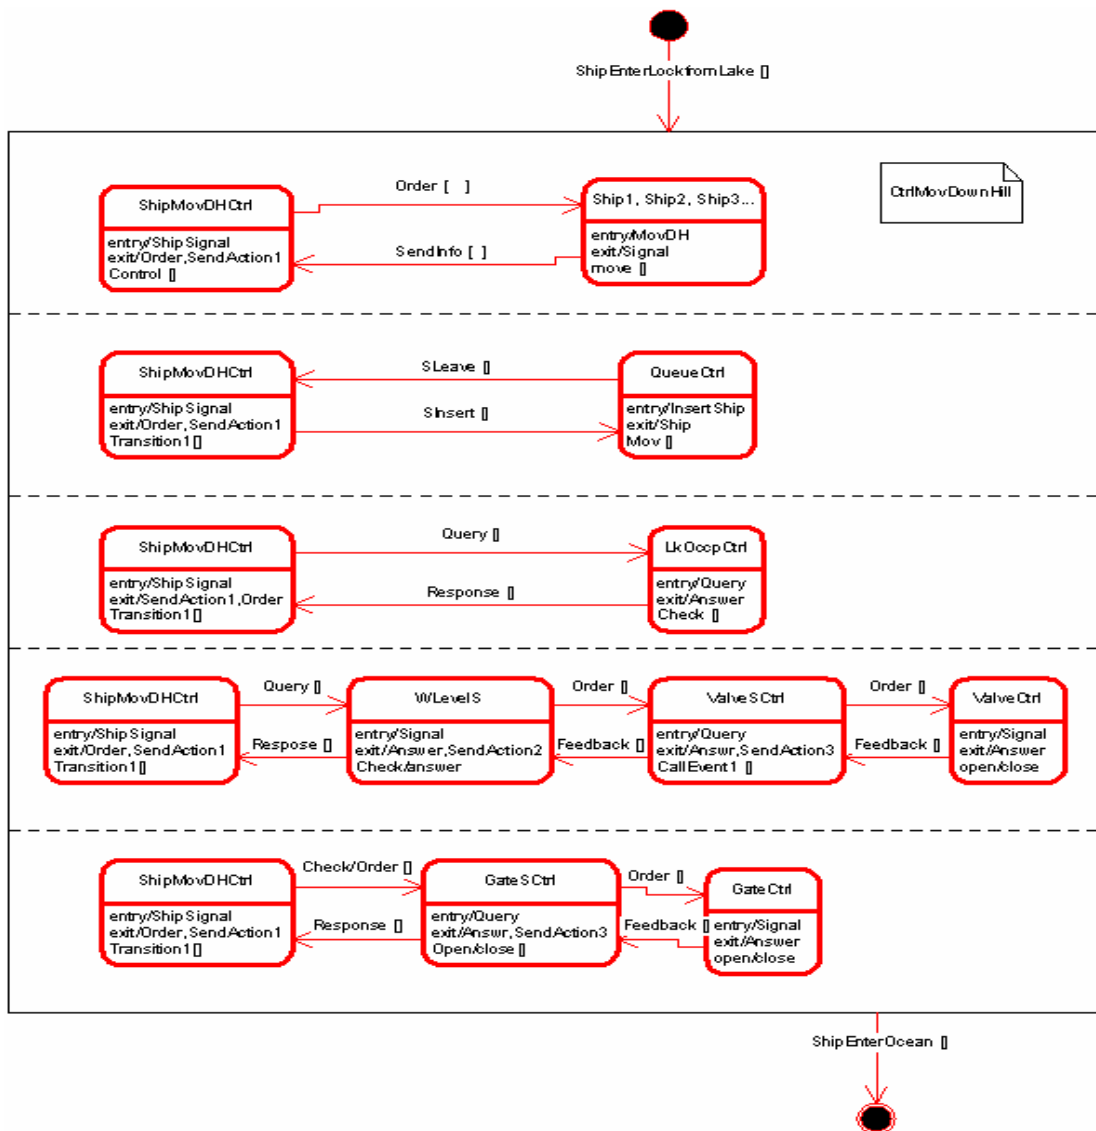 ShipEnterLockfromLake []
CtrlMovDownHill
ShipMovDHCtrl
entry/ShipSignal
exit/Order,SendAction1
Control []
Order [ ]
SendInfo [ ]
Ship1, Ship2, Ship3...
entry/MovDH
exit/Signal
move []
ShipMovDHCtrl
entry/ShipSignal
exit/Order,SendAction1
Transition1[]
SLeave []
SInsert []
QueueCtrl
entry/InsertShip
exit/Ship
Mov []
ShipMovDHCtrl
entry/ShipSignal
exit/SendAction1,Order
Transition1[]
Query []
Response []
LkOccpCtrl
entry/Query
exit/Answer
Check []
ShipMovDHCtrl
entry/ShipSignal
exit/Order,SendAction1
Transition1[]
Query []
Respose []
WLevelS
entry/Signal
exit/Answer,SendAction2
Check/answer
Order []
Feedback []
ValveSCtrl
entry/Query
exit/Answr,SendAction3
CallEvent1 []
Order []
Feedback []
ValveCtrl
entry/Signal
exit/Answer
open/close
ShipMovDHCtrl
entry/ShipSignal
exit/Order,SendAction1
Transition1[]
Check/Order []
Response []
GateSCtrl
entry/Query
exit/Answr,SendAction3
Open/close []
Order []
Feedback []
GateCtrl
entry/Signal
exit/Answer
open/close
ShipEnterOcean []